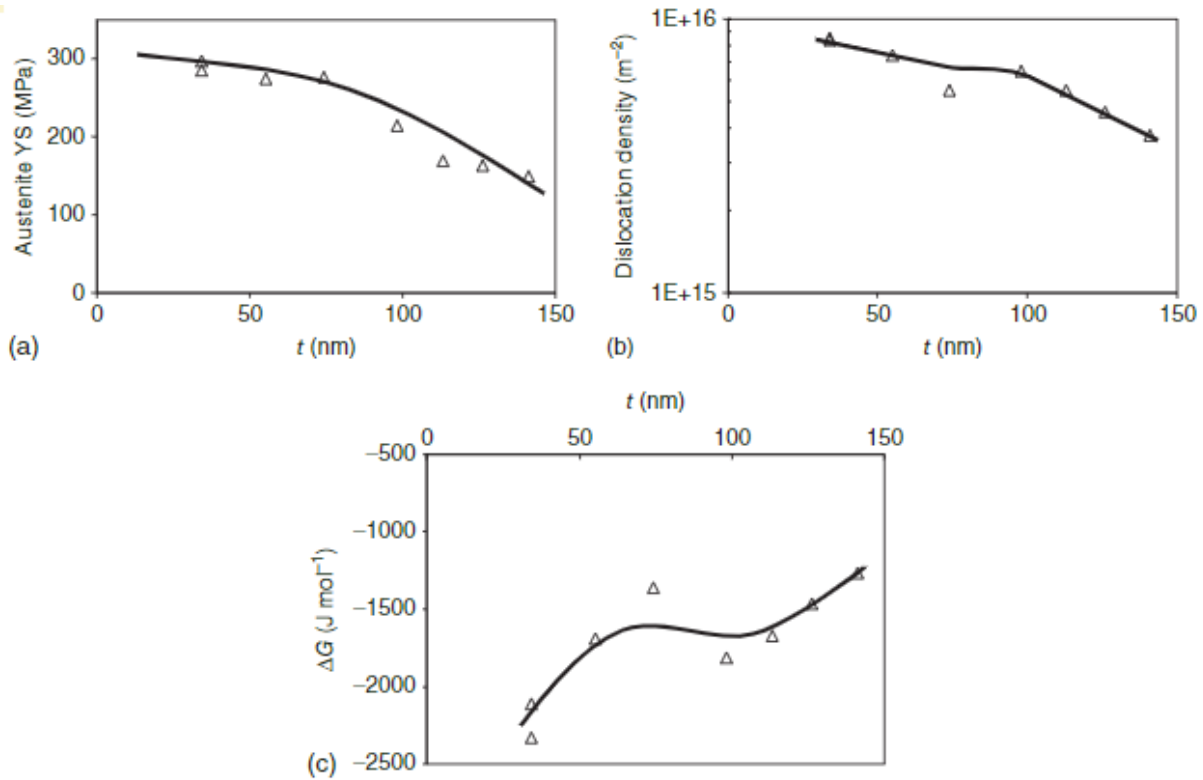 Austenite YS (MPa)
300
200
100
0
0 50 100 150
t (nm)
(a)
Dislocation density (m⁻²)
1E+16
1E+15
0 50 100 150
t (nm)
(b)
t (nm)
0 50 100 150
ΔG (J mol⁻¹)
−500
−1000
−1500
−2000
−2500
(c)